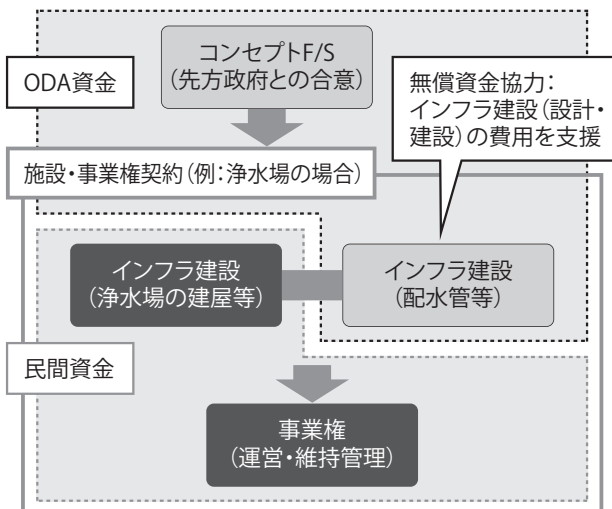 コンセプトF/S
(先方政府との合意)
ODA資金
無償資金協力：
インフラ建設(設計・
建設)の費用を支援
施設・事業権契約(例：浄水場の場合)
インフラ建設
(浄水場の建屋等)
インフラ建設
(配水管等)
民間資金
事業権
(運営・維持管理)